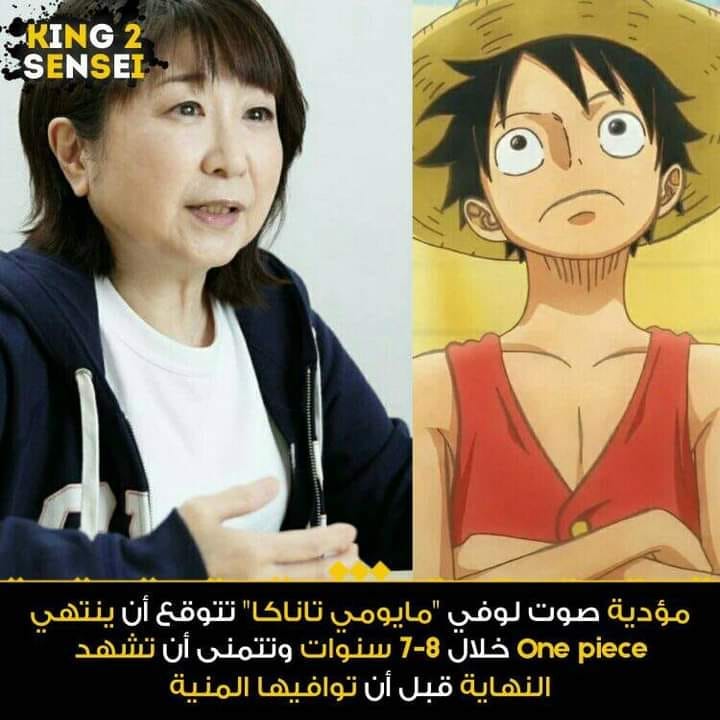 KING 2
SENSEI
مؤدية صوت لوفي "مايومي تاناكا" تتوقع أن ينتهي
One piece خلال 8-7 سنوات وتتمنى أن تشهد
النهاية قبل أن توافيها المنية